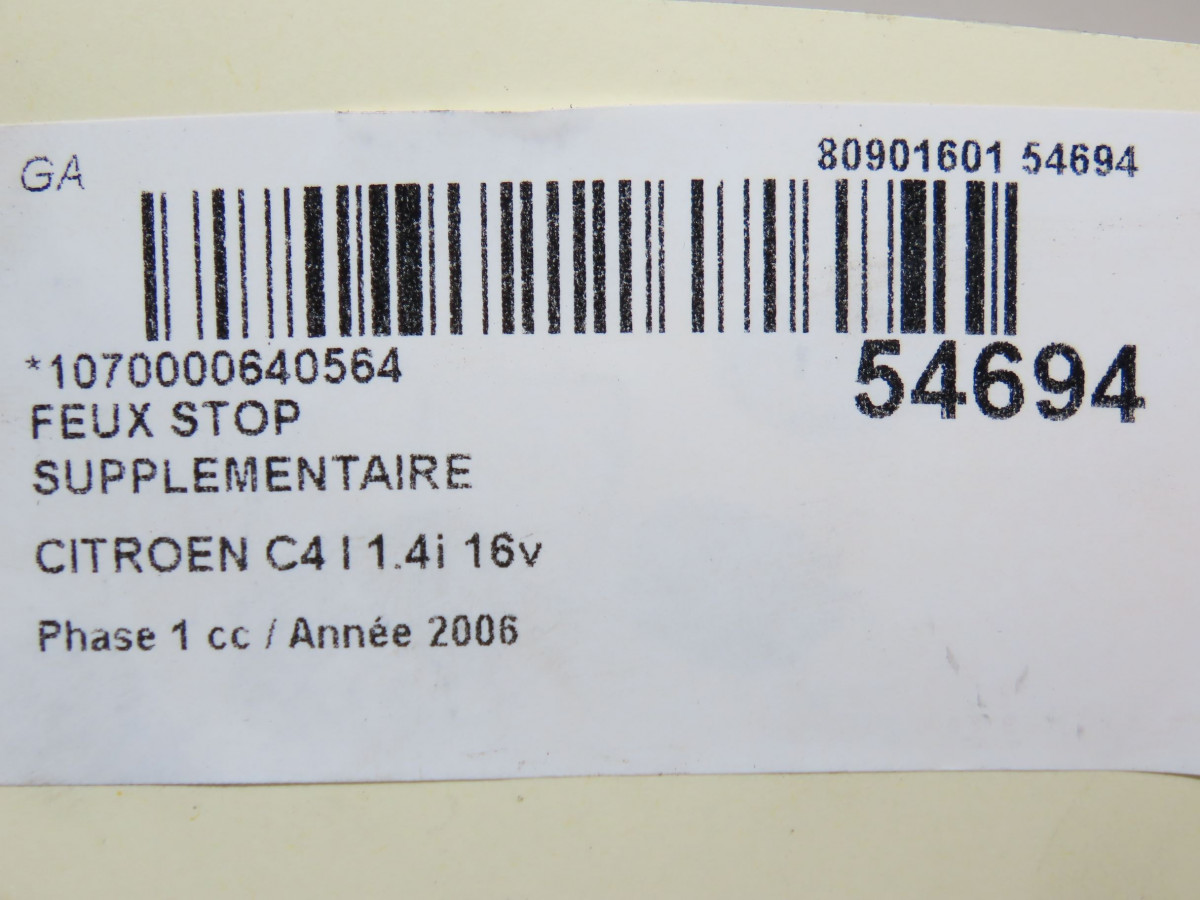 GA
80901601 54694
*1070000640564
54694
FEUX STOP
SUPPLEMENTAIRE
CITROEN C4 I 1.4i 16v
Phase 1 cc / Année 2006